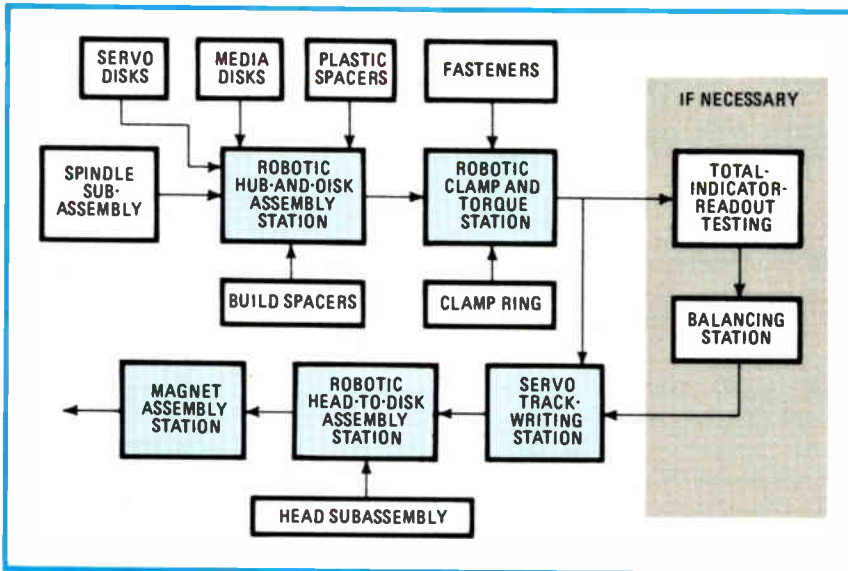 SERVO
DISKS
MEDIA
DISKS
PLASTIC
SPACERS
FASTENERS
IF NECESSARY
SPINDLE
SUB-
ASSEMBLY
ROBOTIC
HUB-AND-DISK
ASSEMBLY
STATION
ROBOTIC
CLAMP AND
TORQUE
STATION
TOTAL-
INDICATOR-
READOUT
TESTING
BUILD SPACERS
CLAMP RING
BALANCING
STATION
MAGNET
ASSEMBLY
STATION
ROBOTIC
HEAD-TO-DISK
ASSEMBLY
STATION
SERVO
TRACK-
WRITING
STATION
HEAD SUBASSEMBLY